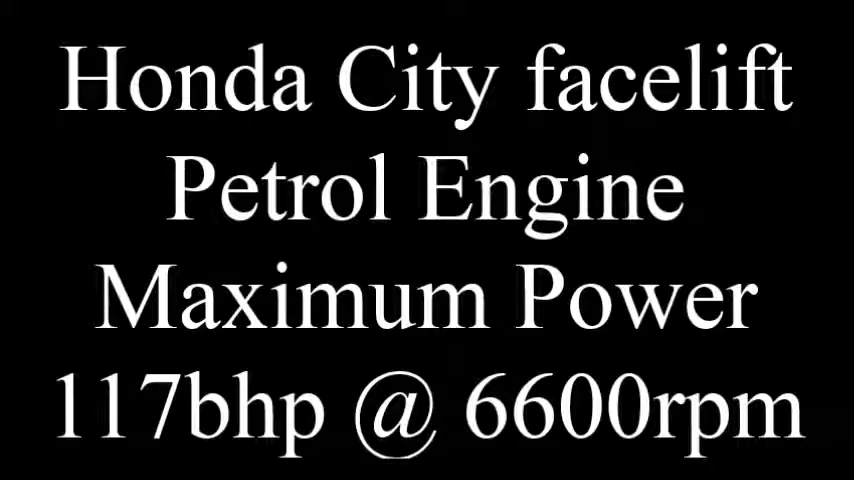 Honda City facelift
Petrol Engine
Maximum Power
117bhp @ 6600rpm